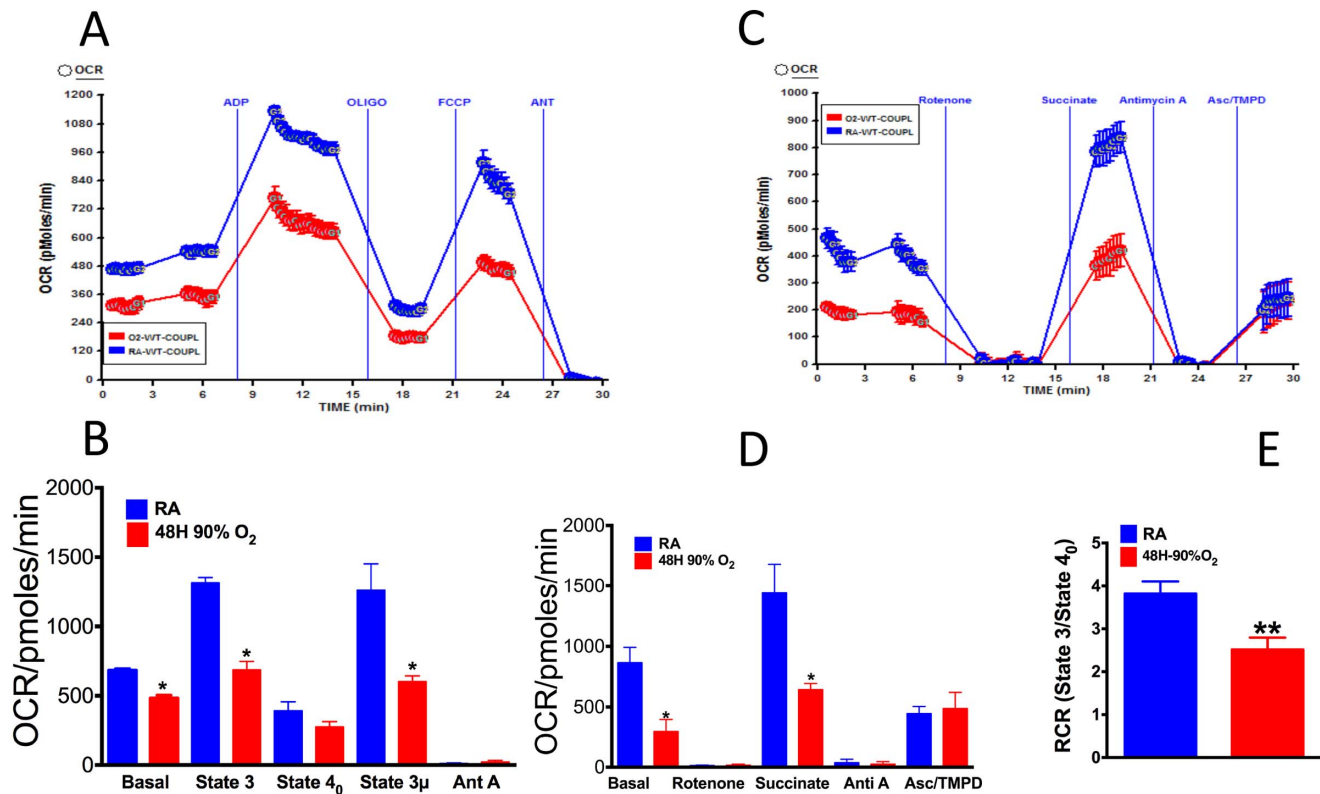 A
OCR
ADP
OLIGO
FCCP
ANT
1200
1080
960
840
720
600
480
360
240
120
0
OCR (pMoles/min)
O2-WT-COUPL
RA-WT-COUPL
0 3 6 9 12 15 18 21 24 27 30
TIME (min)
C
OCR
Rotenone
Succinate
Antimycin A
Asc/TMPD
1000
900
800
700
600
500
400
300
200
100
0
OCR (pMoles/min)
O2-WT-COUPL
RA-WT-COUPL
0 3 6 9 12 15 18 21 24 27 30
TIME (min)
B
2000
1500
1000
500
0
OCR/pmoles/min
RA
48H 90% O2
*
*
*
Basal State 3 State 40 State 3µ Ant A
D
2000
1500
1000
500
0
OCR/pmoles/min
RA
48H 90% O2
*
*
Basal Rotenone Succinate Anti A Asc/TMPD
E
5
4
3
2
1
0
RCR (State 3/State 40)
RA
48H-90%O2
**